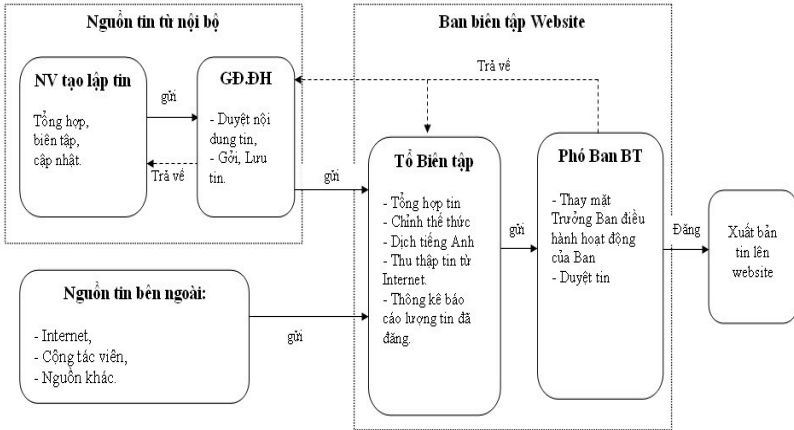 Nguồn tin từ nội bộ
NV tạo lập tin
Tổng hợp,
biên tập,
cập nhật.
gửi
Trả về
GĐ.ĐH
- Duyệt nội
dung tin,
- Gởi, Lưu
tin.
gửi
Nguồn tin bên ngoài:
- Internet,
- Cộng tác viên,
- Nguồn khác.
gửi
Ban biên tập Website
Trả về
Tổ Biên tập
- Tổng hợp tin
- Chỉnh thể thức
- Dịch tiếng Anh
- Thu thập tin từ
Internet.
- Thông kê báo
cáo lượng tin đã
đăng.
gửi
Phó Ban BT
- Thay mặt
Trưởng Ban điều
hành hoạt động
của Ban
- Duyệt tin
Đăng
Xuất bản
tin lên
website